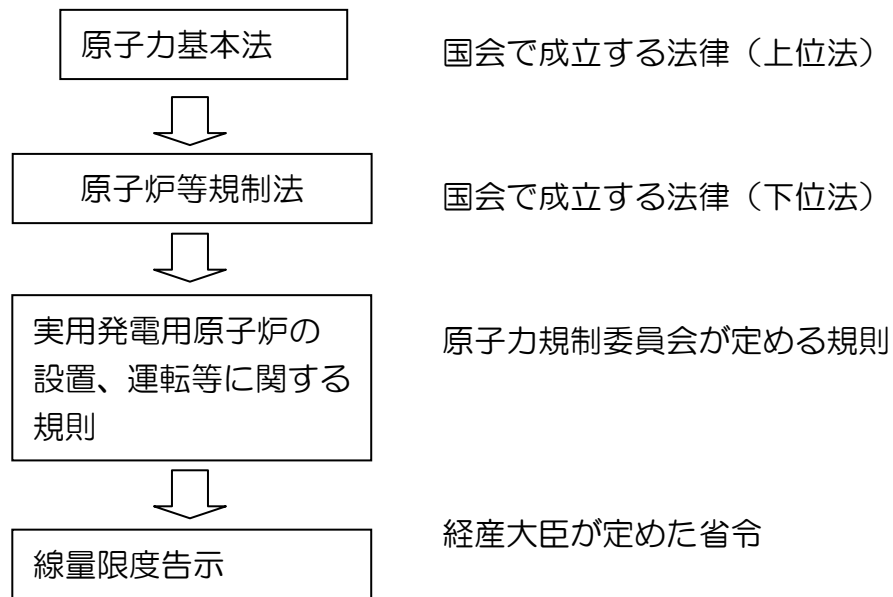 原子力基本法
国会で成立する法律（上位法）
原子炉等規制法
国会で成立する法律（下位法）
実用発電用原子炉の
設置、運転等に関する
規則
原子力規制委員会が定める規則
線量限度告示
経産大臣が定めた省令